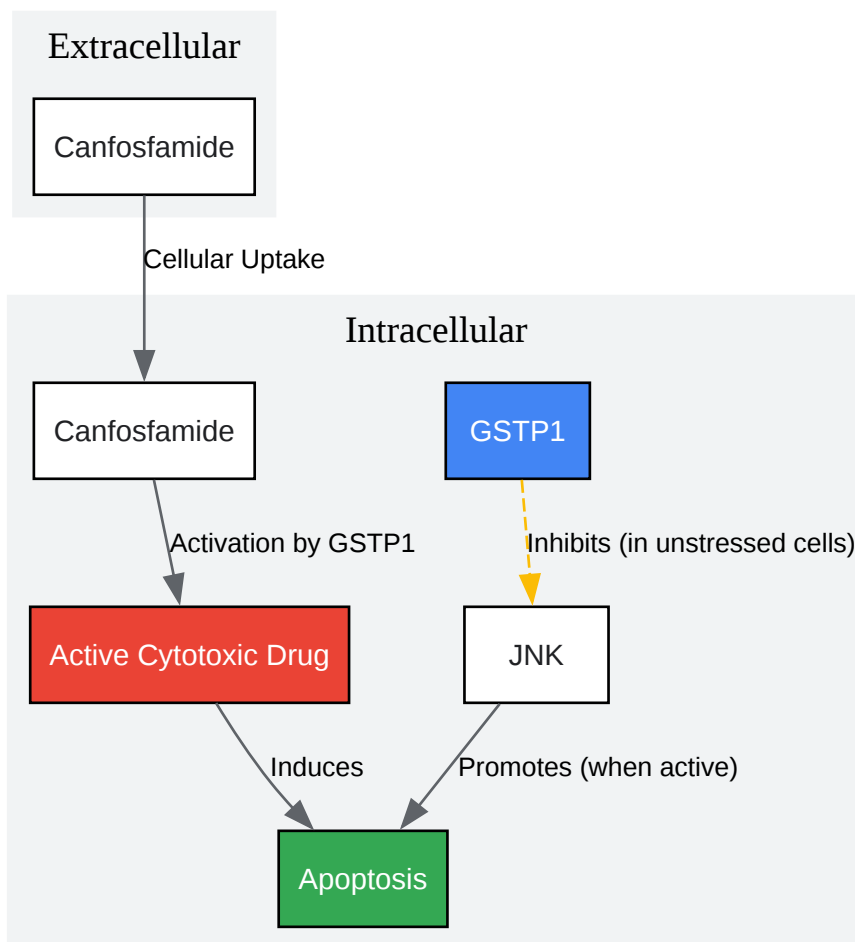 Extracellular
Canfosfamide
Cellular Uptake
Intracellular
Canfosfamide
GSTP1
Activation by GSTP1
Inhibits (in unstressed cells)
Active Cytotoxic Drug
JNK
Induces
Promotes (when active)
Apoptosis